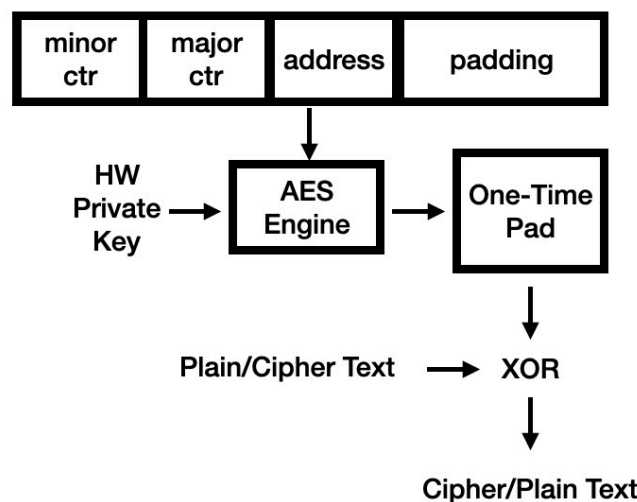 minor
ctr
major
ctr
address
padding
HW
Private
Key
AES
Engine
One-Time
Pad
Plain/Cipher Text
XOR
Cipher/Plain Text